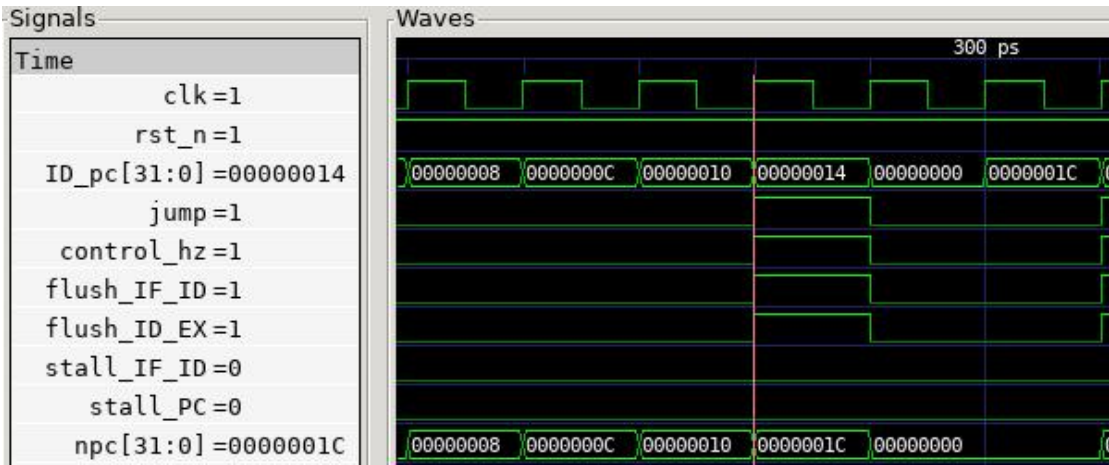 Signals
Waves
Time
300 ps
clk=1
rst_n=1
ID_pc[31:0]=00000014
00000008 0000000C 00000010 00000014 00000000 0000001C
jump=1
control_hz=1
flush_IF_ID=1
flush_ID_EX=1
stall_IF_ID=0
stall_PC=0
npc[31:0]=0000001C
00000008 0000000C 00000010 0000001C 00000000